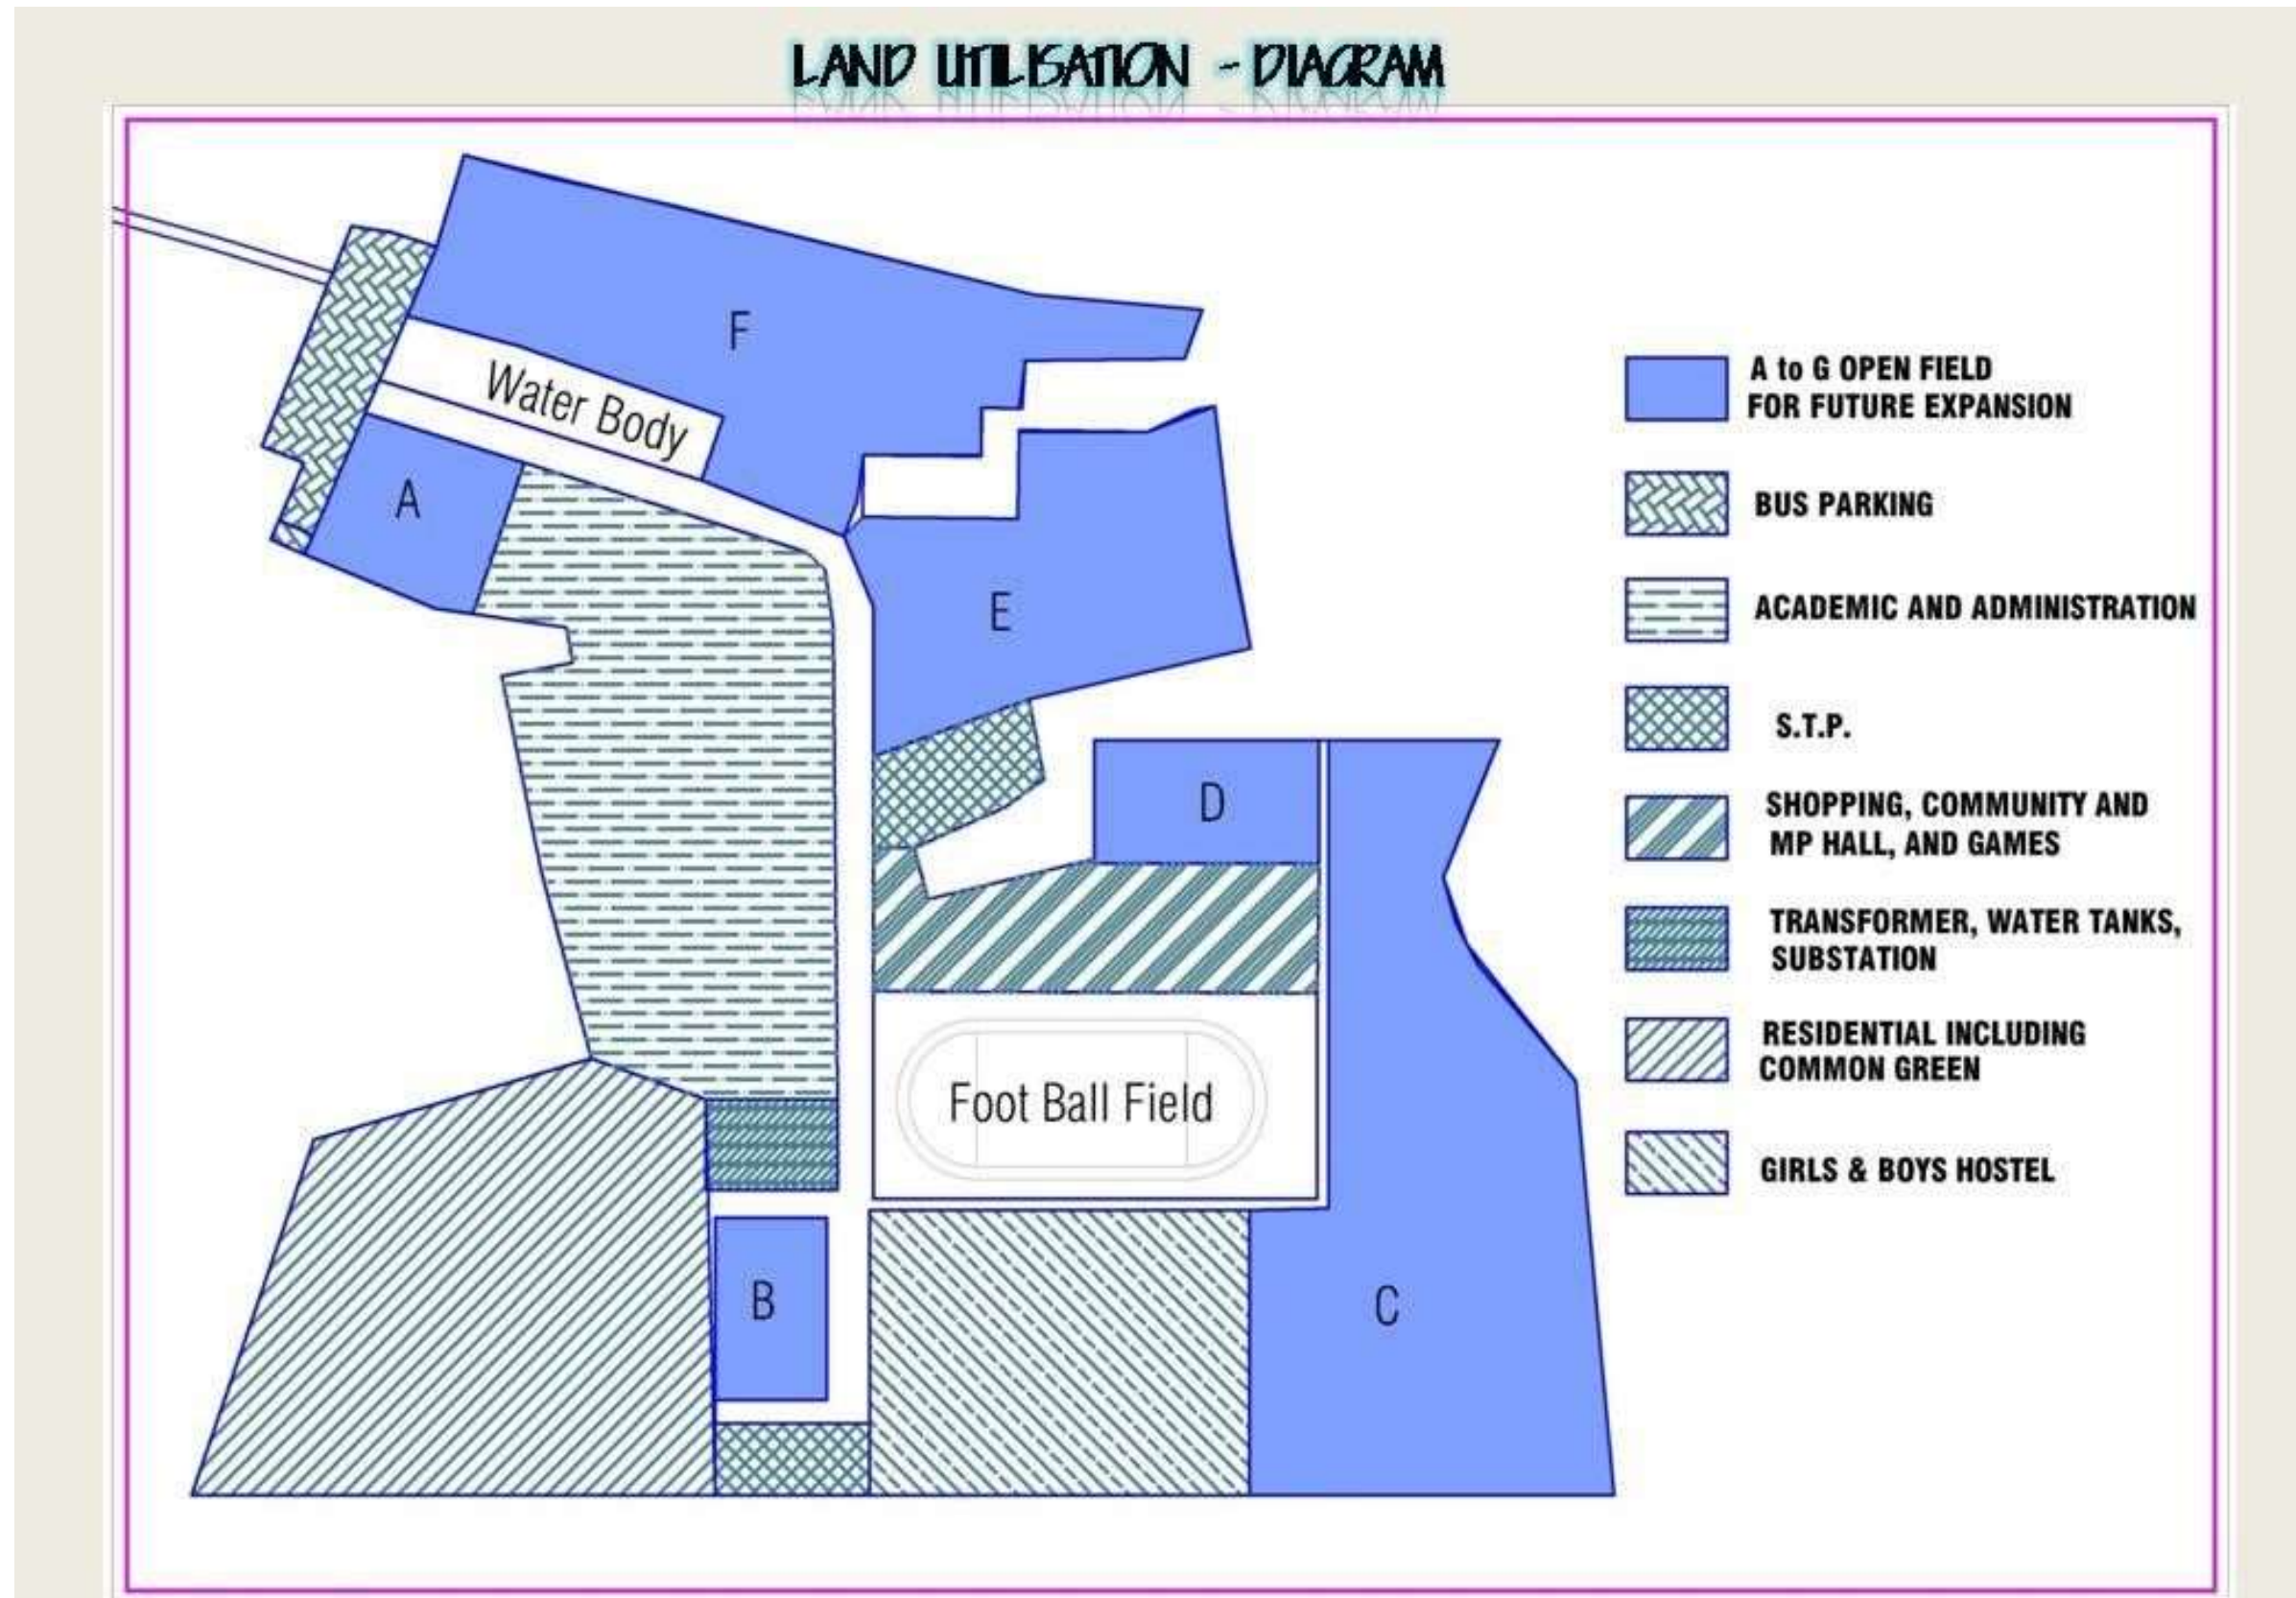 LAND UTILISATION - DIAGRAM
F
Water Body
A
E
D
Foot Ball Field
B
C
A to G OPEN FIELD
FOR FUTURE EXPANSION
BUS PARKING
ACADEMIC AND ADMINISTRATION
S.T.P.
SHOPPING, COMMUNITY AND
MP HALL, AND GAMES
TRANSFORMER, WATER TANKS,
SUBSTATION
RESIDENTIAL INCLUDING
COMMON GREEN
GIRLS & BOYS HOSTEL